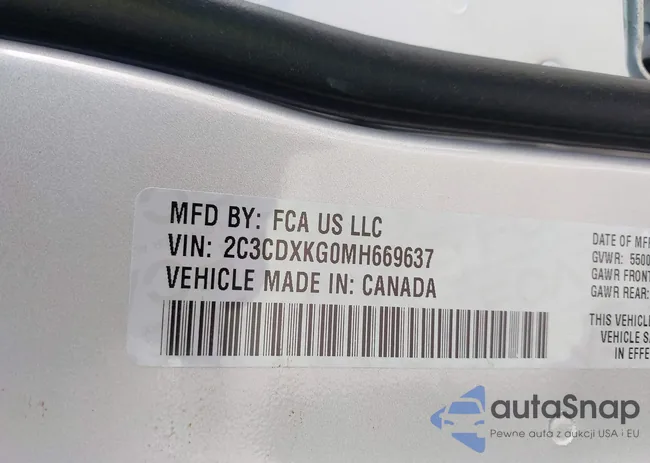 MFD BY: FCA US LLC
VIN: 2C3CDXKG0MH669637
VEHICLE MADE IN: CANADA
DATE OF MFR
GVWR: 5500
GAWR FRONT
GAWR REAR:
THIS VEHICLE
VEHICLE SA
IN EFFE
autaSnap
Pewne auta z aukcji USA i EU